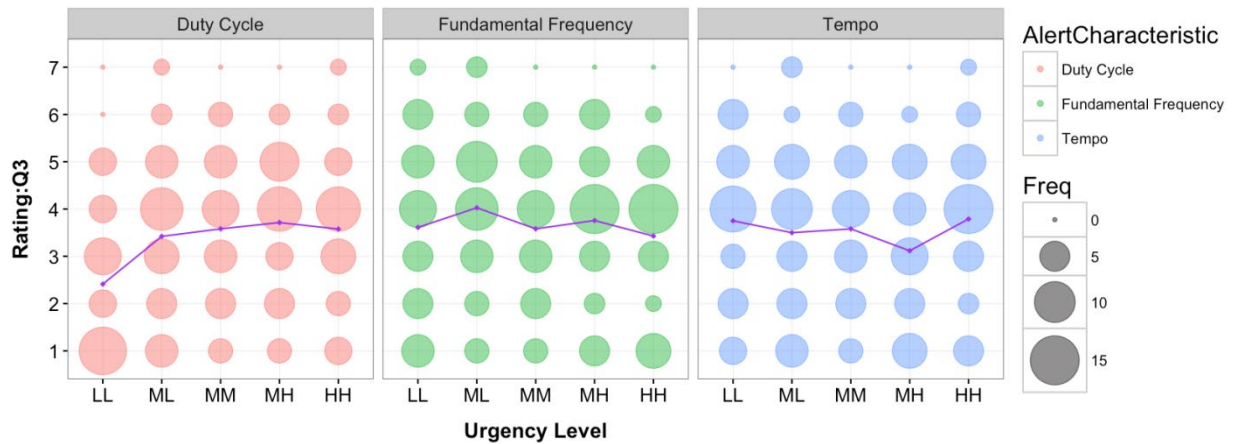 Duty Cycle
Fundamental Frequency
Tempo
Rating:Q3
7
6
5
4
3
2
1
LL ML MM MH HH
LL ML MM MH HH
LL ML MM MH HH
Urgency Level
AlertCharacteristic
Duty Cycle
Fundamental Frequency
Tempo
Freq
0
5
10
15